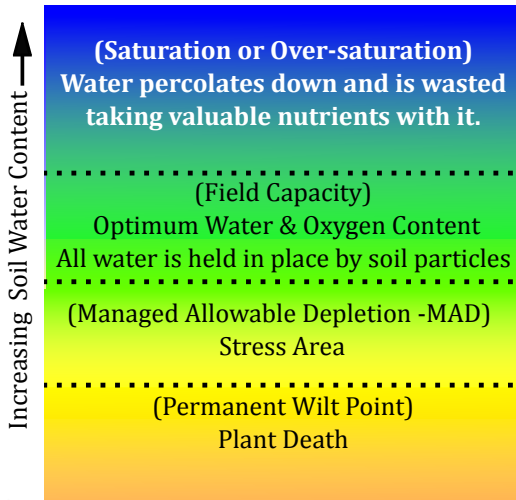 Increasing Soil Water Content
(Saturation or Over-saturation)
Water percolates down and is wasted
taking valuable nutrients with it.
(Field Capacity)
Optimum Water & Oxygen Content
All water is held in place by soil particles
(Managed Allowable Depletion -MAD)
Stress Area
(Permanent Wilt Point)
Plant Death